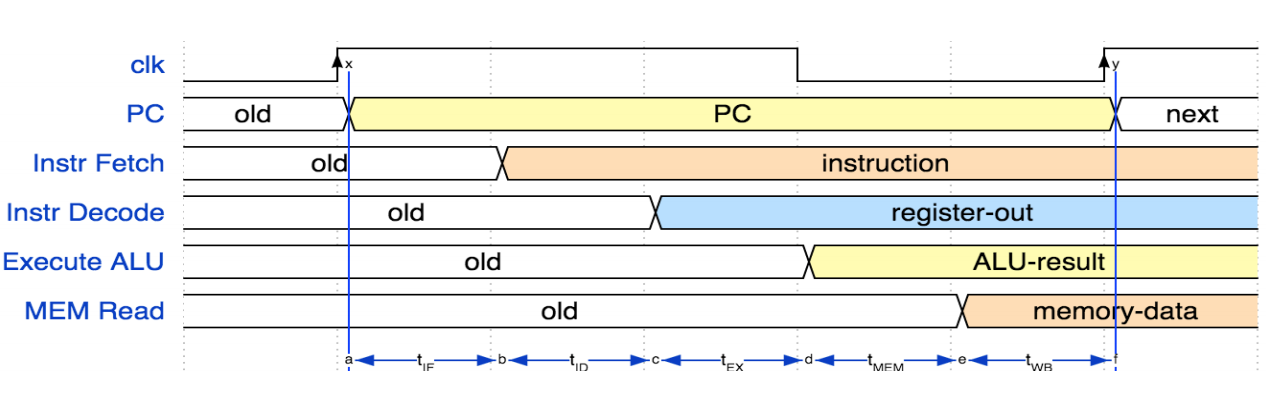 clk x y
PC old PC next
Instr Fetch old instruction
Instr Decode old register-out
Execute ALU old ALU-result
MEM Read old memory-data
a tIF b tID c tEX d tMEM e tWB f